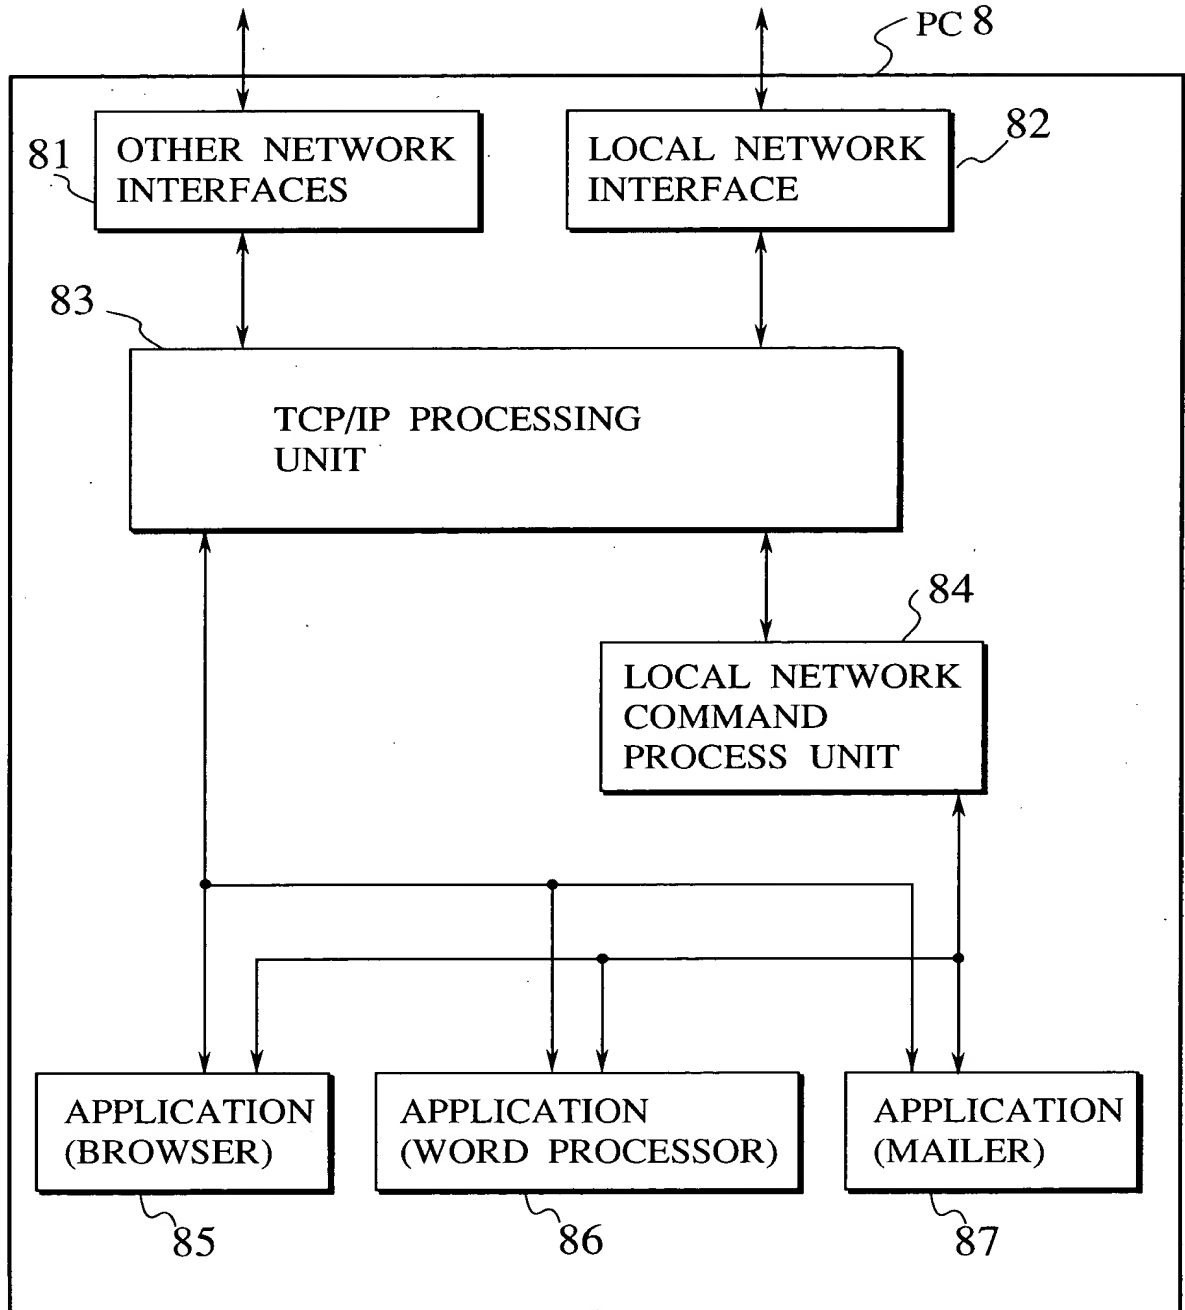 PC 8
81
OTHER NETWORK
INTERFACES
LOCAL NETWORK
INTERFACE
82
83
TCP/IP PROCESSING
UNIT
84
LOCAL NETWORK
COMMAND
PROCESS UNIT
APPLICATION
(BROWSER)
APPLICATION
(WORD PROCESSOR)
APPLICATION
(MAILER)
85
86
87